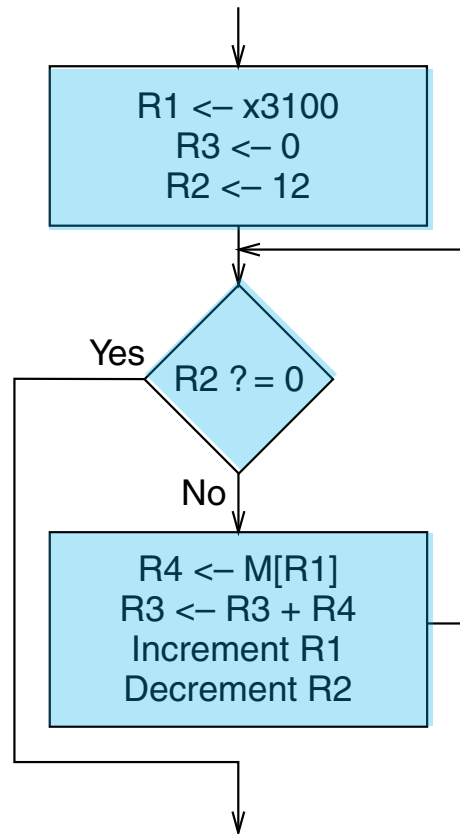 R1 <– x3100
R3 <– 0
R2 <– 12
Yes
R2 ? = 0
No
R4 <– M[R1]
R3 <– R3 + R4
Increment R1
Decrement R2